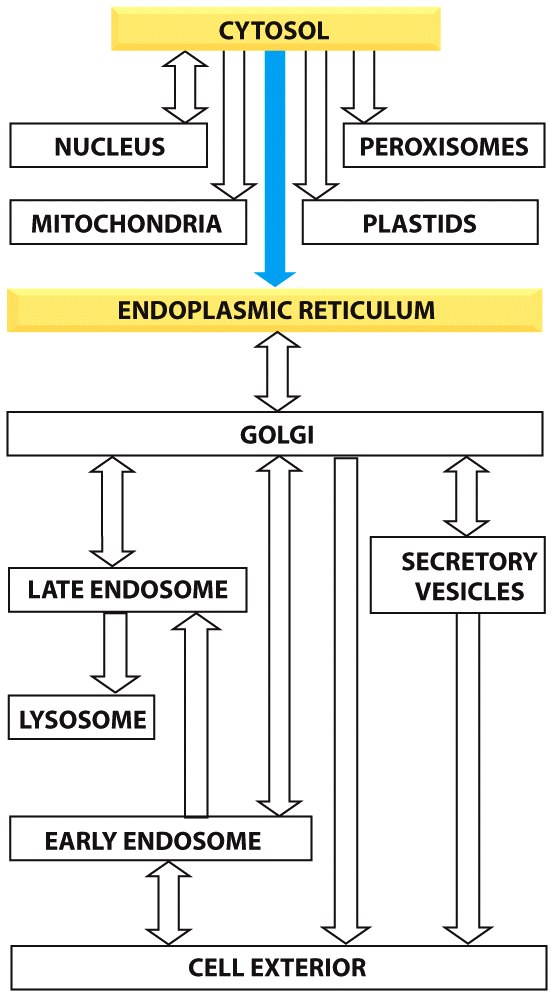 CYTOSOL
NUCLEUS
PEROXISOMES
MITOCHONDRIA
PLASTIDS
ENDOPLASMIC RETICULUM
GOLGI
LATE ENDOSOME
SECRETORY
VESICLES
LYSOSOME
EARLY ENDOSOME
CELL EXTERIOR